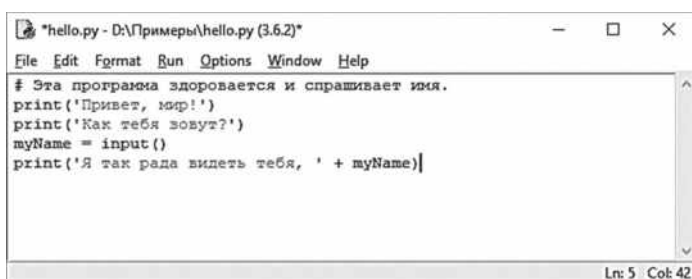 *hello.py - D:\Примеры\hello.py (3.6.2)*
File Edit Format Run Options Window Help
# Эта программа здоровается и спрашивает имя.
print('Привет, мир!')
print('Как тебя зовут?')
myName = input()
print('Я так рада видеть тебя, ' + myName)
Ln: 5 Col: 42